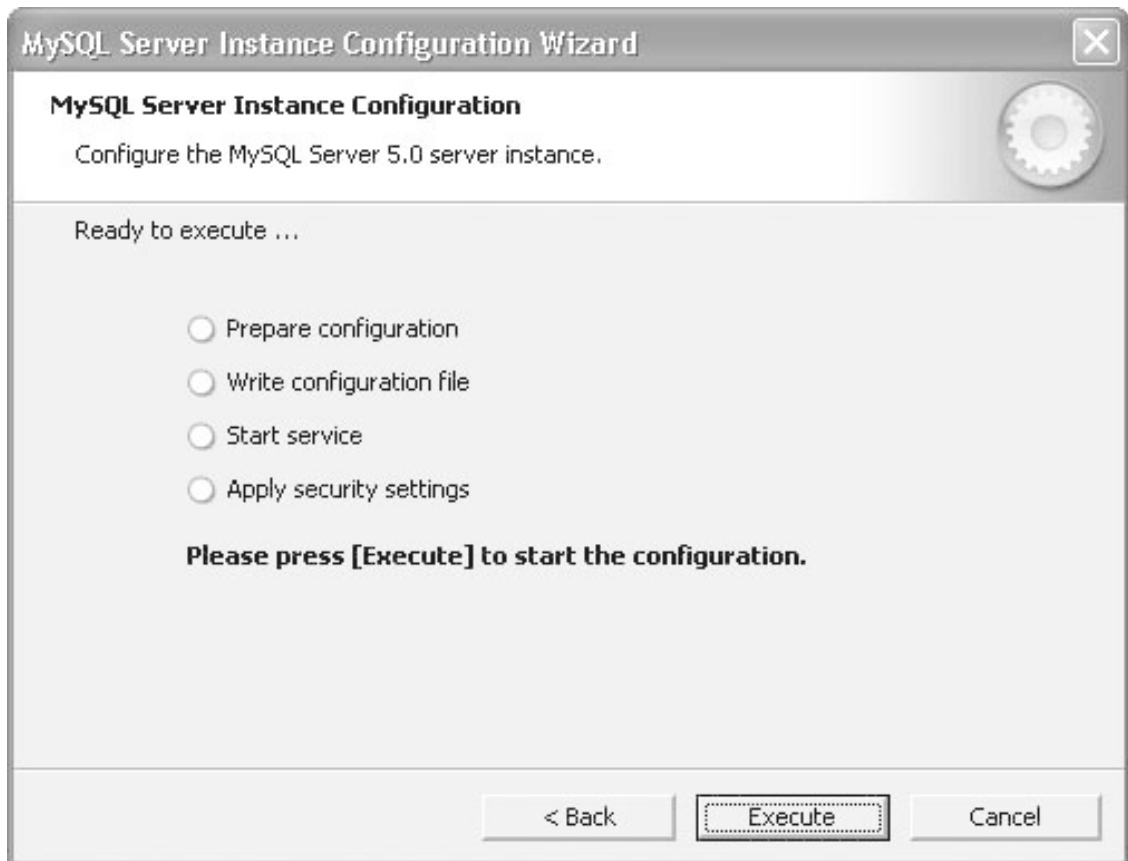 MySQL Server Instance Configuration Wizard
MySQL Server Instance Configuration
Configure the MySQL Server 5.0 server instance.
Ready to execute ...
Prepare configuration
Write configuration file
Start service
Apply security settings
Please press [Execute] to start the configuration.
< Back Execute Cancel